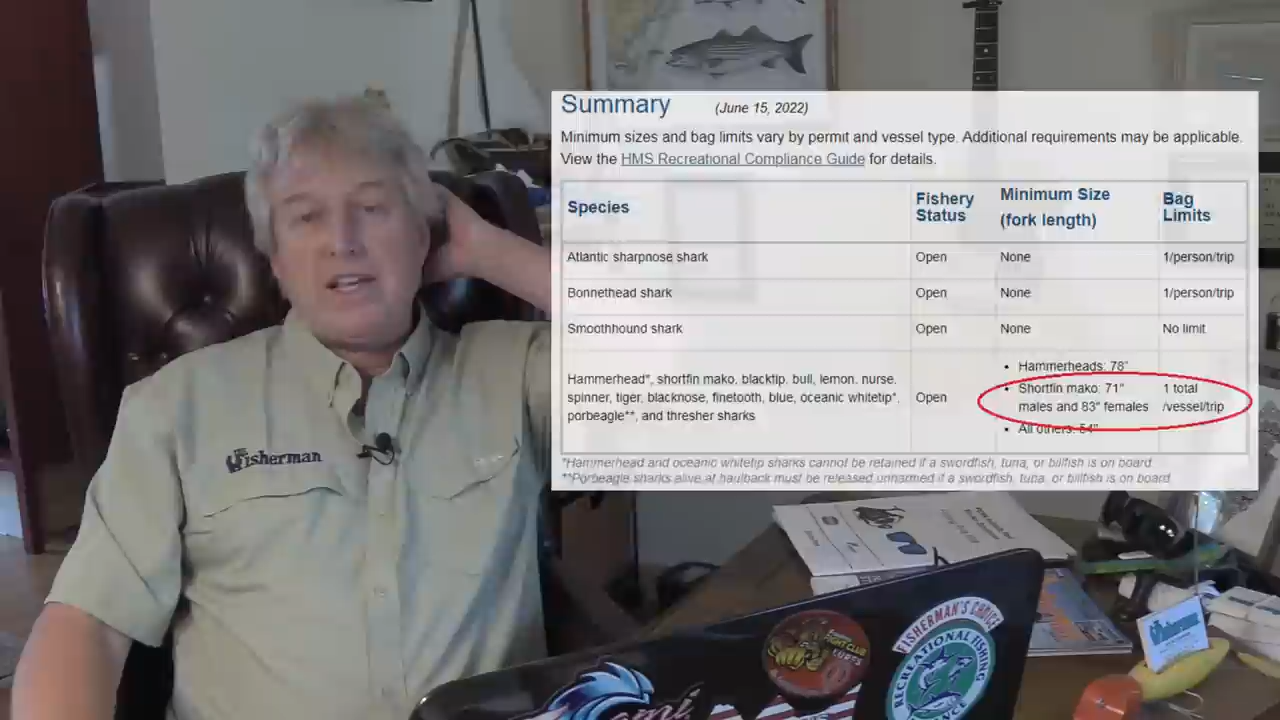 Summary (June 15, 2022)
Minimum sizes and bag limits vary by permit and vessel type. Additional requirements may be applicable.
View the HMS Recreational Compliance Guide for details.
Species Fishery Status Minimum Size (fork length) Bag Limits
Atlantic sharpnose shark Open None 1/person/trip
Bonnethead shark Open None 1/person/trip
Smoothhound shark Open None No limit
Hammerhead*, shortfin mako, blacktip, bull, lemon, nurse,
spinner, tiger, blacknose, finetooth, blue, oceanic whitetip*,
porbeagle**, and thresher sharks
Open
• Hammerheads: 78"
• Shortfin mako: 71"
males and 83" females
• All others: 54"
1 total
/vessel/trip
*Hammerhead and oceanic whitetip sharks cannot be retained if a swordfish, tuna, or billfish is on board
**Porbeagle sharks alive at haulback must be released unharmed if a swordfish, tuna, or billfish is on board
Fisherman
FISHERMAN'S CHOICE
RECREATIONAL FISHING
FIGHT CLUB